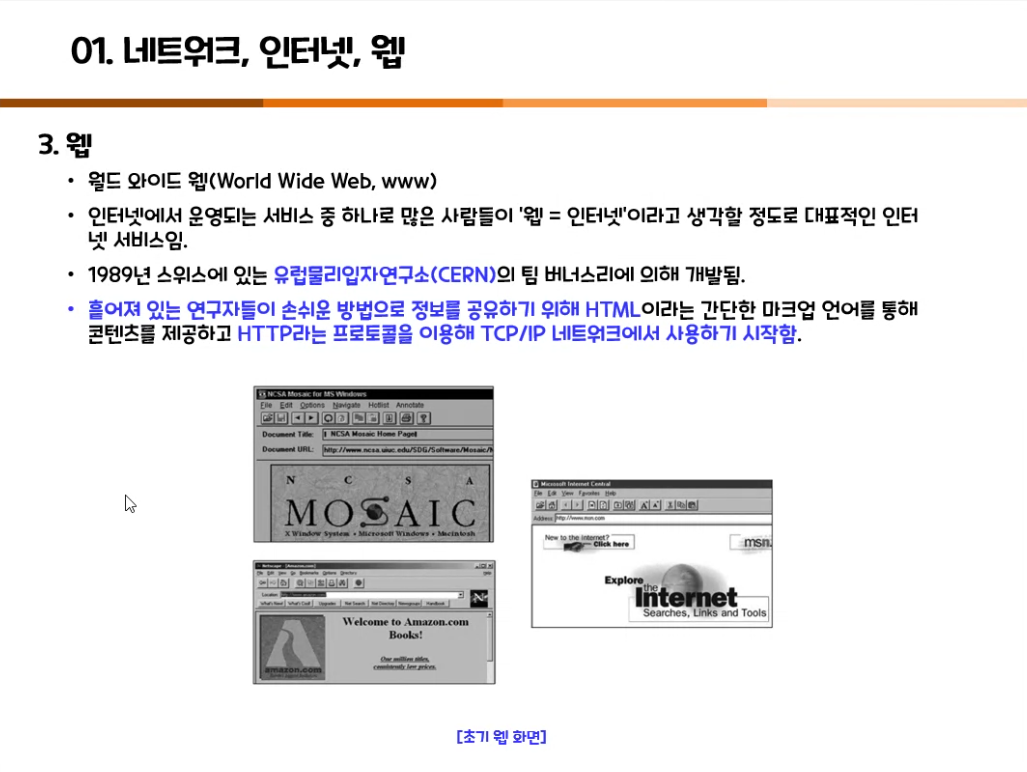 01. 네트워크, 인터넷, 웹
3. 웹
• 월드 와이드 웹(World Wide Web, www)
• 인터넷에서 운영되는 서비스 중 하나로 많은 사람들이 '웹 = 인터넷'이라고 생각할 정도로 대표적인 인터
넷 서비스임.
• 1989년 스위스에 있는 유럽물리입자연구소(CERN)의 팀 버너스리에 의해 개발됨.
• 흩어져 있는 연구자들이 손쉬운 방법으로 정보를 공유하기 위해 HTML이라는 간단한 마크업 언어를 통해
콘텐츠를 제공하고 HTTP라는 프로토콜을 이용해 TCP/IP 네트워크에서 사용하기 시작함.
NCSA Mosaic for MS Windows
File Edit Options Navigate Hotlist Annotate
Document Title: NCSA Mosaic Home Page
Document URL: http://www.ncsa.uiuc.edu/SDG/Software/Mosaic/N
N C S A
MOSAIC
X Window System • Microsoft Windows • Macintosh
Netscape - [Amazon.com]
File Edit View Go Bookmarks Options Directory Help
Location:
What's New! What's Cool! Upgrades Net Search Net Directory Newsgroups Handbook
N
Welcome to Amazon.com
Books!
One million titles,
consistently low prices.
amazon.com
Microsoft Internet Central
File Edit View Favorites Help
Address: http://www.msn.com
New to the Internet?
Click here
msn.
Explore
the
Internet
Searches, Links and Tools
[초기 웹 화면]